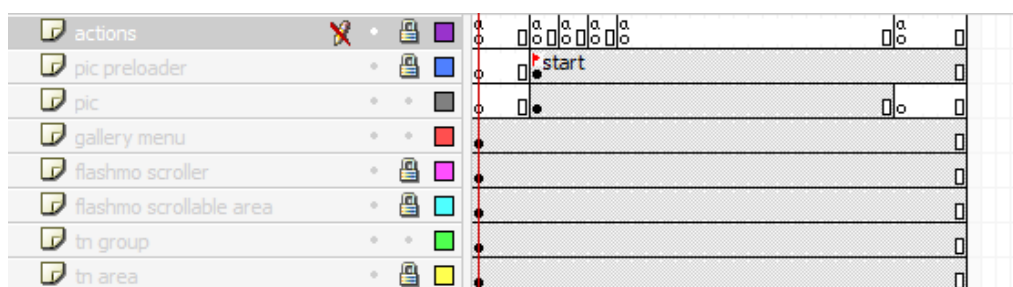 actions
a a a a a a
pic preloader
start
pic
gallery menu
flashmo scroller
flashmo scrollable area
tn group
tn area